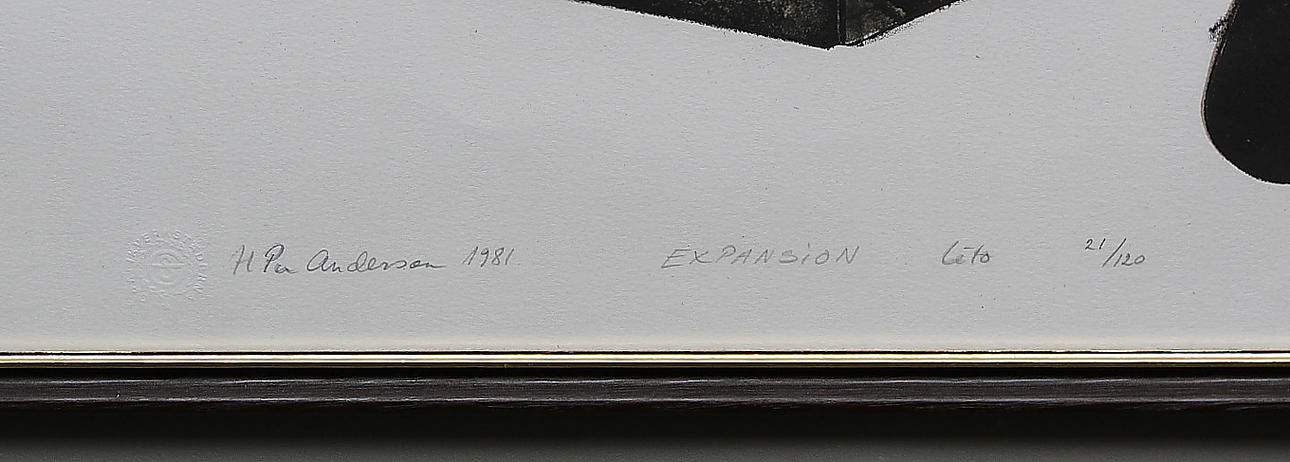 H Per Anderson 1981 EXPANSION Lito 21/120